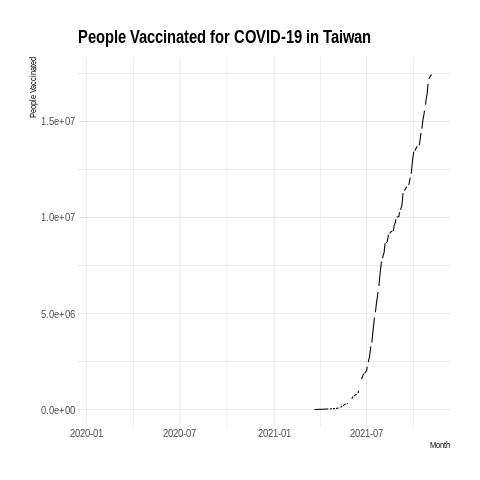 People Vaccinated for COVID-19 in Taiwan
People Vaccinated
1.5e+07
1.0e+07
5.0e+06
0.0e+00
2020-01 2020-07 2021-01 2021-07
Month